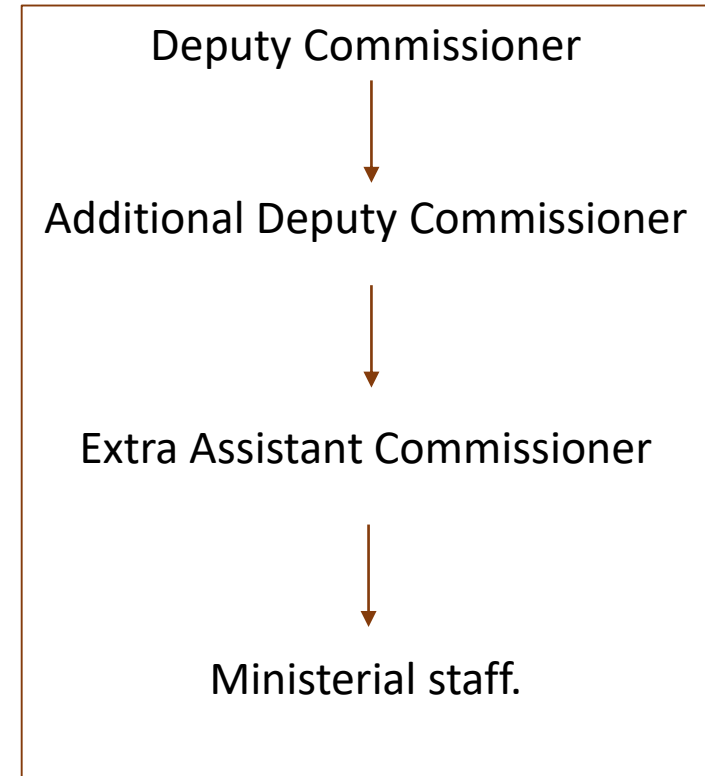 Deputy Commissioner
Additional Deputy Commissioner
Extra Assistant Commissioner
Ministerial staff.